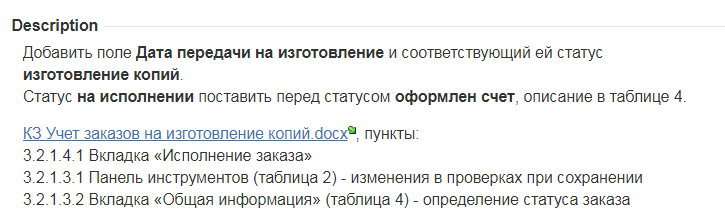 Description
Добавить поле Дата передачи на изготовление и соответствующий ей статус
изготовление копий.
Статус на исполнении поставить перед статусом оформлен счет, описание в таблице 4.
КЗ Учет заказов на изготовление копий.docx, пункты:
3.2.1.4.1 Вкладка «Исполнение заказа»
3.2.1.3.1 Панель инструментов (таблица 2) - изменения в проверках при сохранении
3.2.1.3.2 Вкладка «Общая информация» (таблица 4) - определение статуса заказа